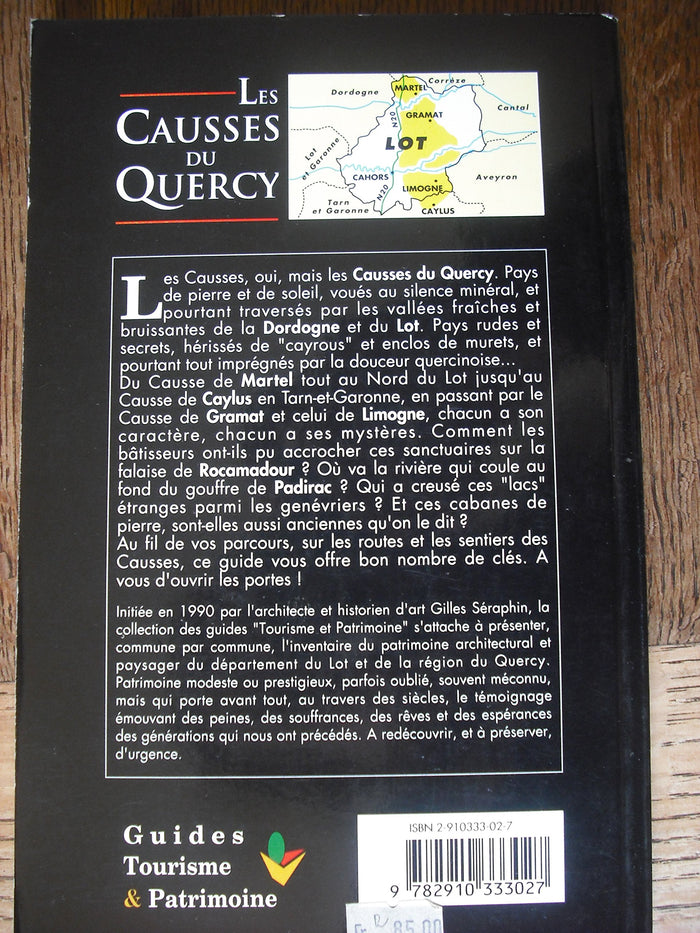 LES
CAUSSES
DU
QUERCY
Dordogne
Corrèze
MARTEL
Cantal
GRAMAT
N20
LOT
Lot
et Garonne
CAHORS
Aveyron
LIMOGNE
N20
Tarn
et Garonne
CAYLUS
Les Causses, oui, mais les Causses du Quercy. Pays
de pierre et de soleil, voués au silence minéral, et
pourtant traversés par les vallées fraîches et
bruissantes de la Dordogne et du Lot. Pays rudes et
secrets, hérissés de "cayrous" et enclos de murets, et
pourtant tout imprégnés par la douceur quercinoise...
Du Causse de Martel tout au Nord du Lot jusqu'au
Causse de Caylus en Tarn-et-Garonne, en passant par le
Causse de Gramat et celui de Limogne, chacun a son
caractère, chacun a ses mystères. Comment les
bâtisseurs ont-ils pu accrocher ces sanctuaires sur la
falaise de Rocamadour ? Où va la rivière qui coule au
fond du gouffre de Padirac ? Qui a creusé ces "lacs"
étranges parmi les genévriers ? Et ces cabanes de
pierre, sont-elles aussi anciennes qu'on le dit ?
Au fil de vos parcours, sur les routes et les sentiers des
Causses, ce guide vous offre bon nombre de clés. A
vous d'ouvrir les portes !
Initiée en 1990 par l'architecte et historien d'art Gilles Séraphin, la
collection des guides "Tourisme et Patrimoine" s'attache à présenter,
commune par commune, l'inventaire du patrimoine architectural et
paysager du département du Lot et de la région du Quercy.
Patrimoine modeste ou prestigieux, parfois oublié, souvent méconnu,
mais qui porte avant tout, au travers des siècles, le témoignage
émouvant des peines, des souffrances, des rêves et des espérances
des générations qui nous ont précédés. A redécouvrir, et à préserver,
d'urgence.
Guides
Tourisme
& Patrimoine
ISBN 2-910333-02-7
9 782910 333027
85,00